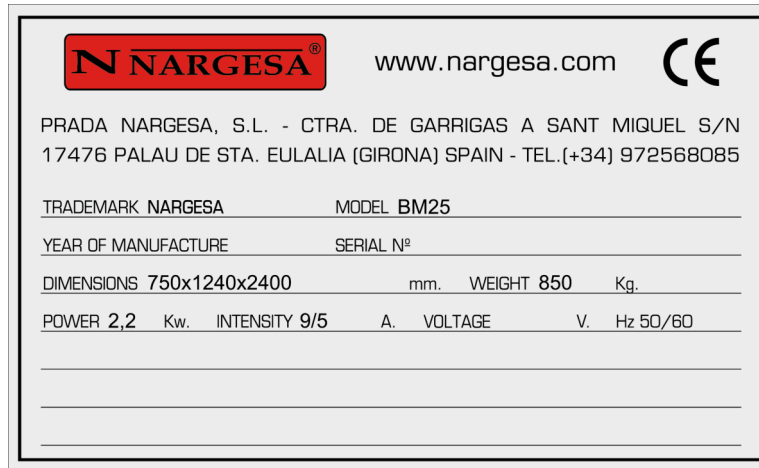 N NARGESA® www.nargesa.com CE
PRADA NARGESA, S.L. - CTRA. DE GARRIGAS A SANT MIQUEL S/N
17476 PALAU DE STA. EULALIA (GIRONA) SPAIN - TEL.(+34) 972568085
TRADEMARK NARGESA MODEL BM25
YEAR OF MANUFACTURE SERIAL Nº
DIMENSIONS 750x1240x2400 mm. WEIGHT 850 Kg.
POWER 2,2 Kw. INTENSITY 9/5 A. VOLTAGE V. Hz 50/60